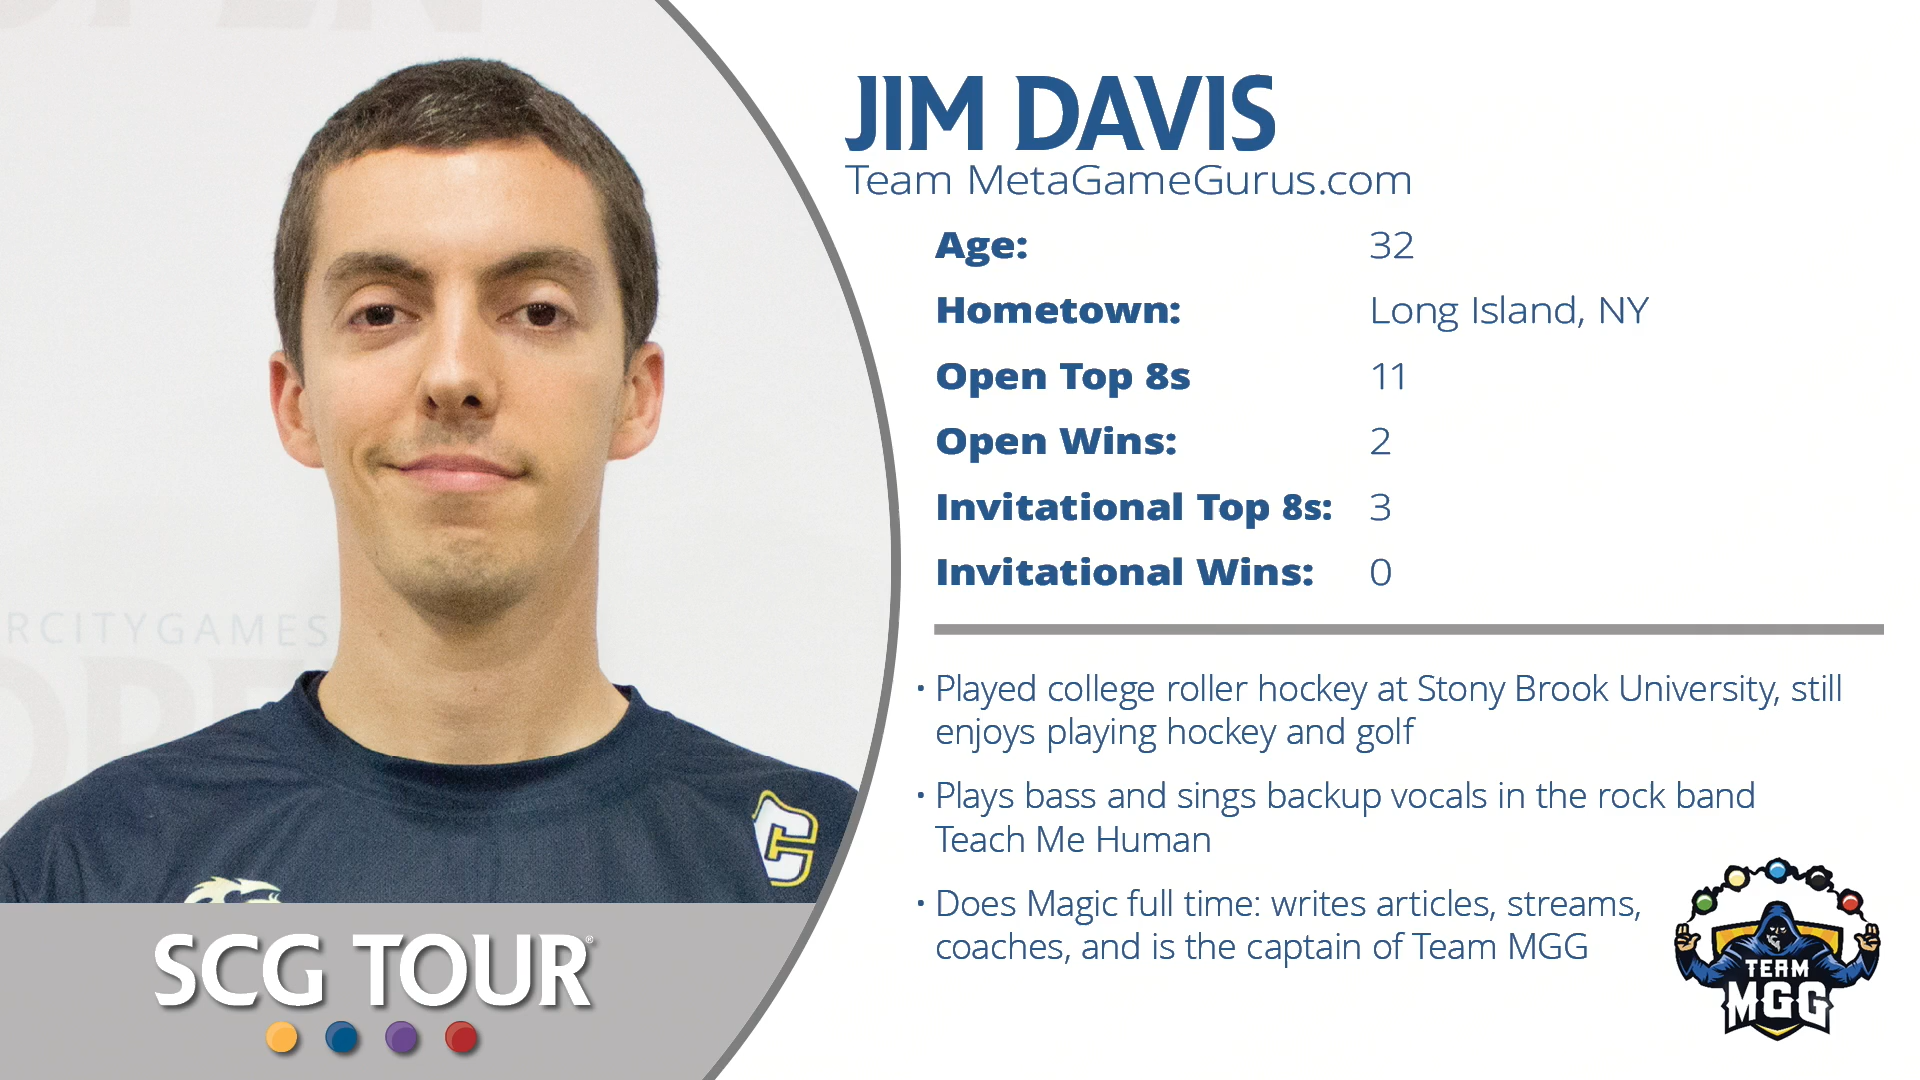 JIM DAVIS
Team MetaGameGurus.com
Age: 32
Hometown: Long Island, NY
Open Top 8s 11
Open Wins: 2
Invitational Top 8s: 3
Invitational Wins: 0
• Played college roller hockey at Stony Brook University, still
enjoys playing hockey and golf
• Plays bass and sings backup vocals in the rock band
Teach Me Human
• Does Magic full time: writes articles, streams,
coaches, and is the captain of Team MGG
RCITYGAMES
OPEN
C
SCG TOUR®
TEAM
MGG